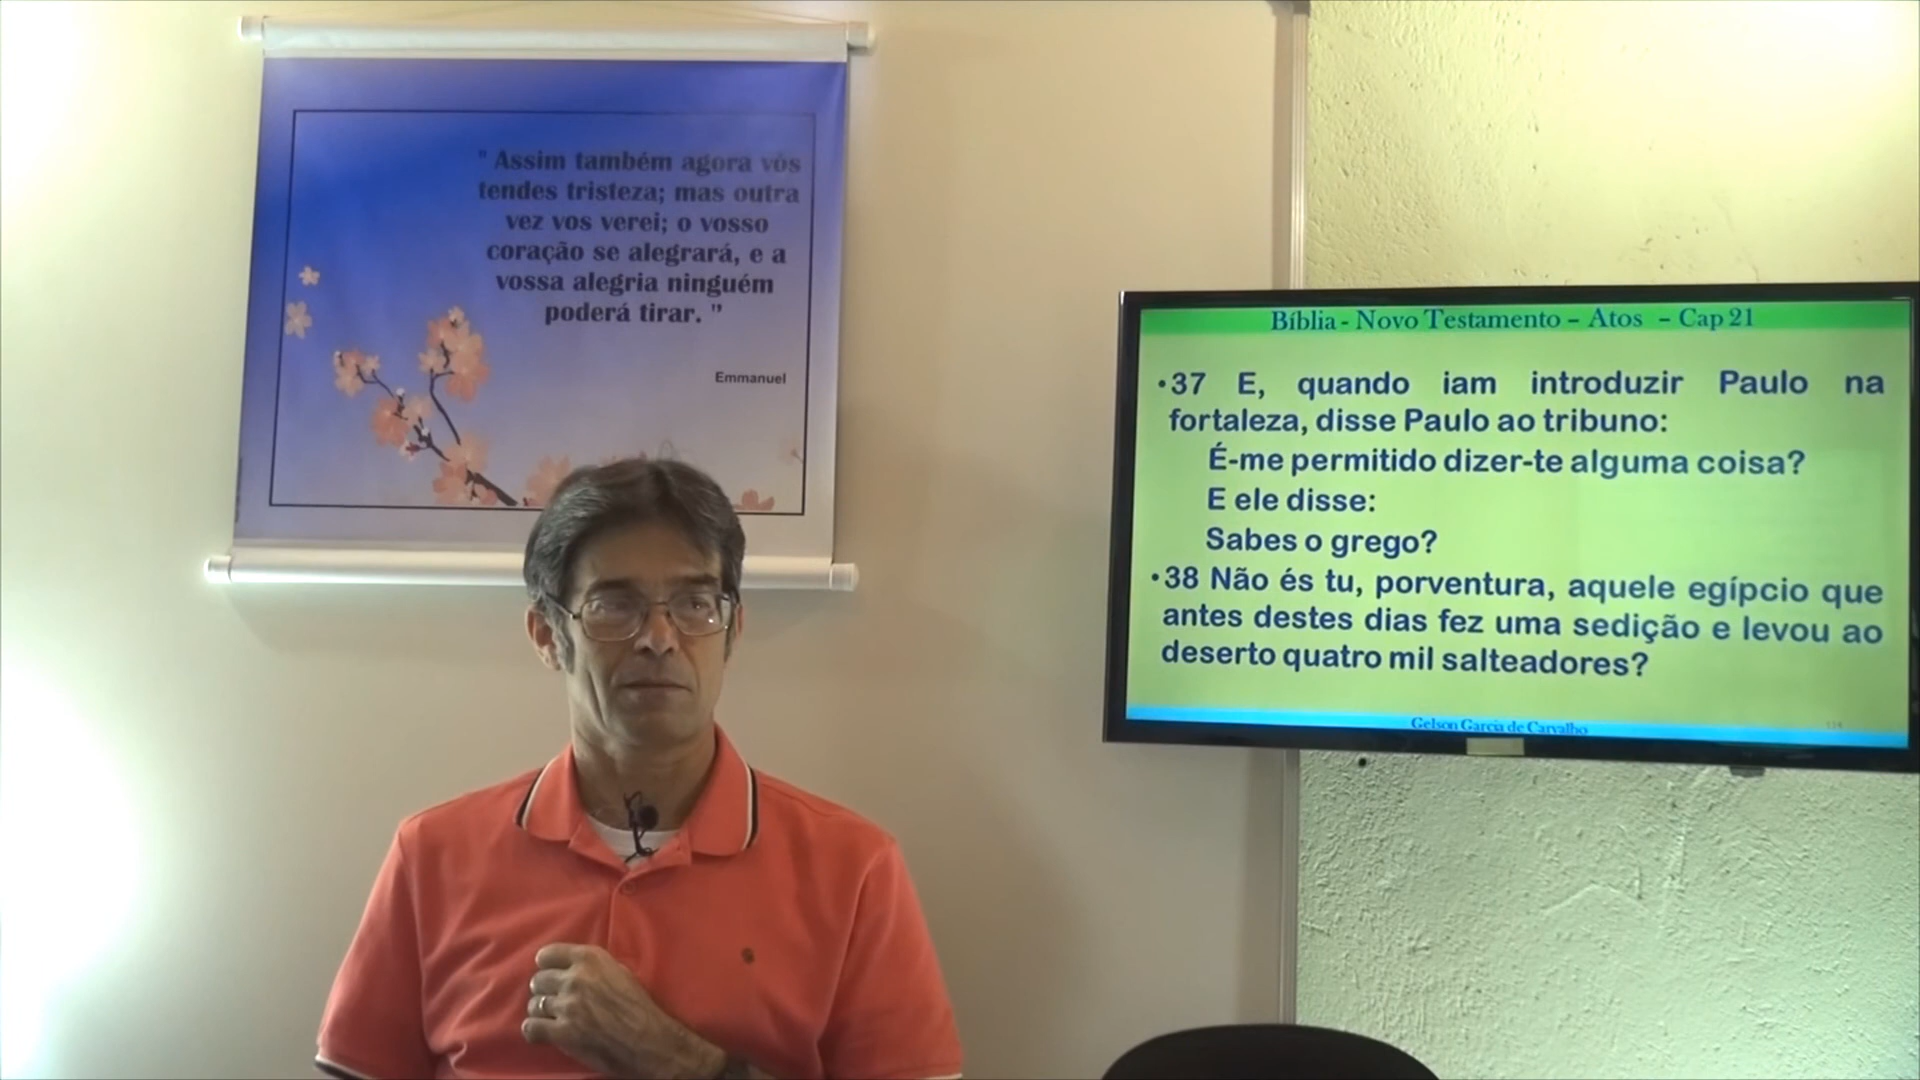 " Assim também agora vós
tendes tristeza; mas outra
vez vos verei; o vosso
coração se alegrará, e a
vossa alegria ninguém
poderá tirar. "
Emmanuel
Bíblia - Novo Testamento – Atos – Cap 21
•37 E, quando iam introduzir Paulo na
fortaleza, disse Paulo ao tribuno:
É-me permitido dizer-te alguma coisa?
E ele disse:
Sabes o grego?
•38 Não és tu, porventura, aquele egípcio que
antes destes dias fez uma sedição e levou ao
deserto quatro mil salteadores?
Gelson Garcia de Carvalho